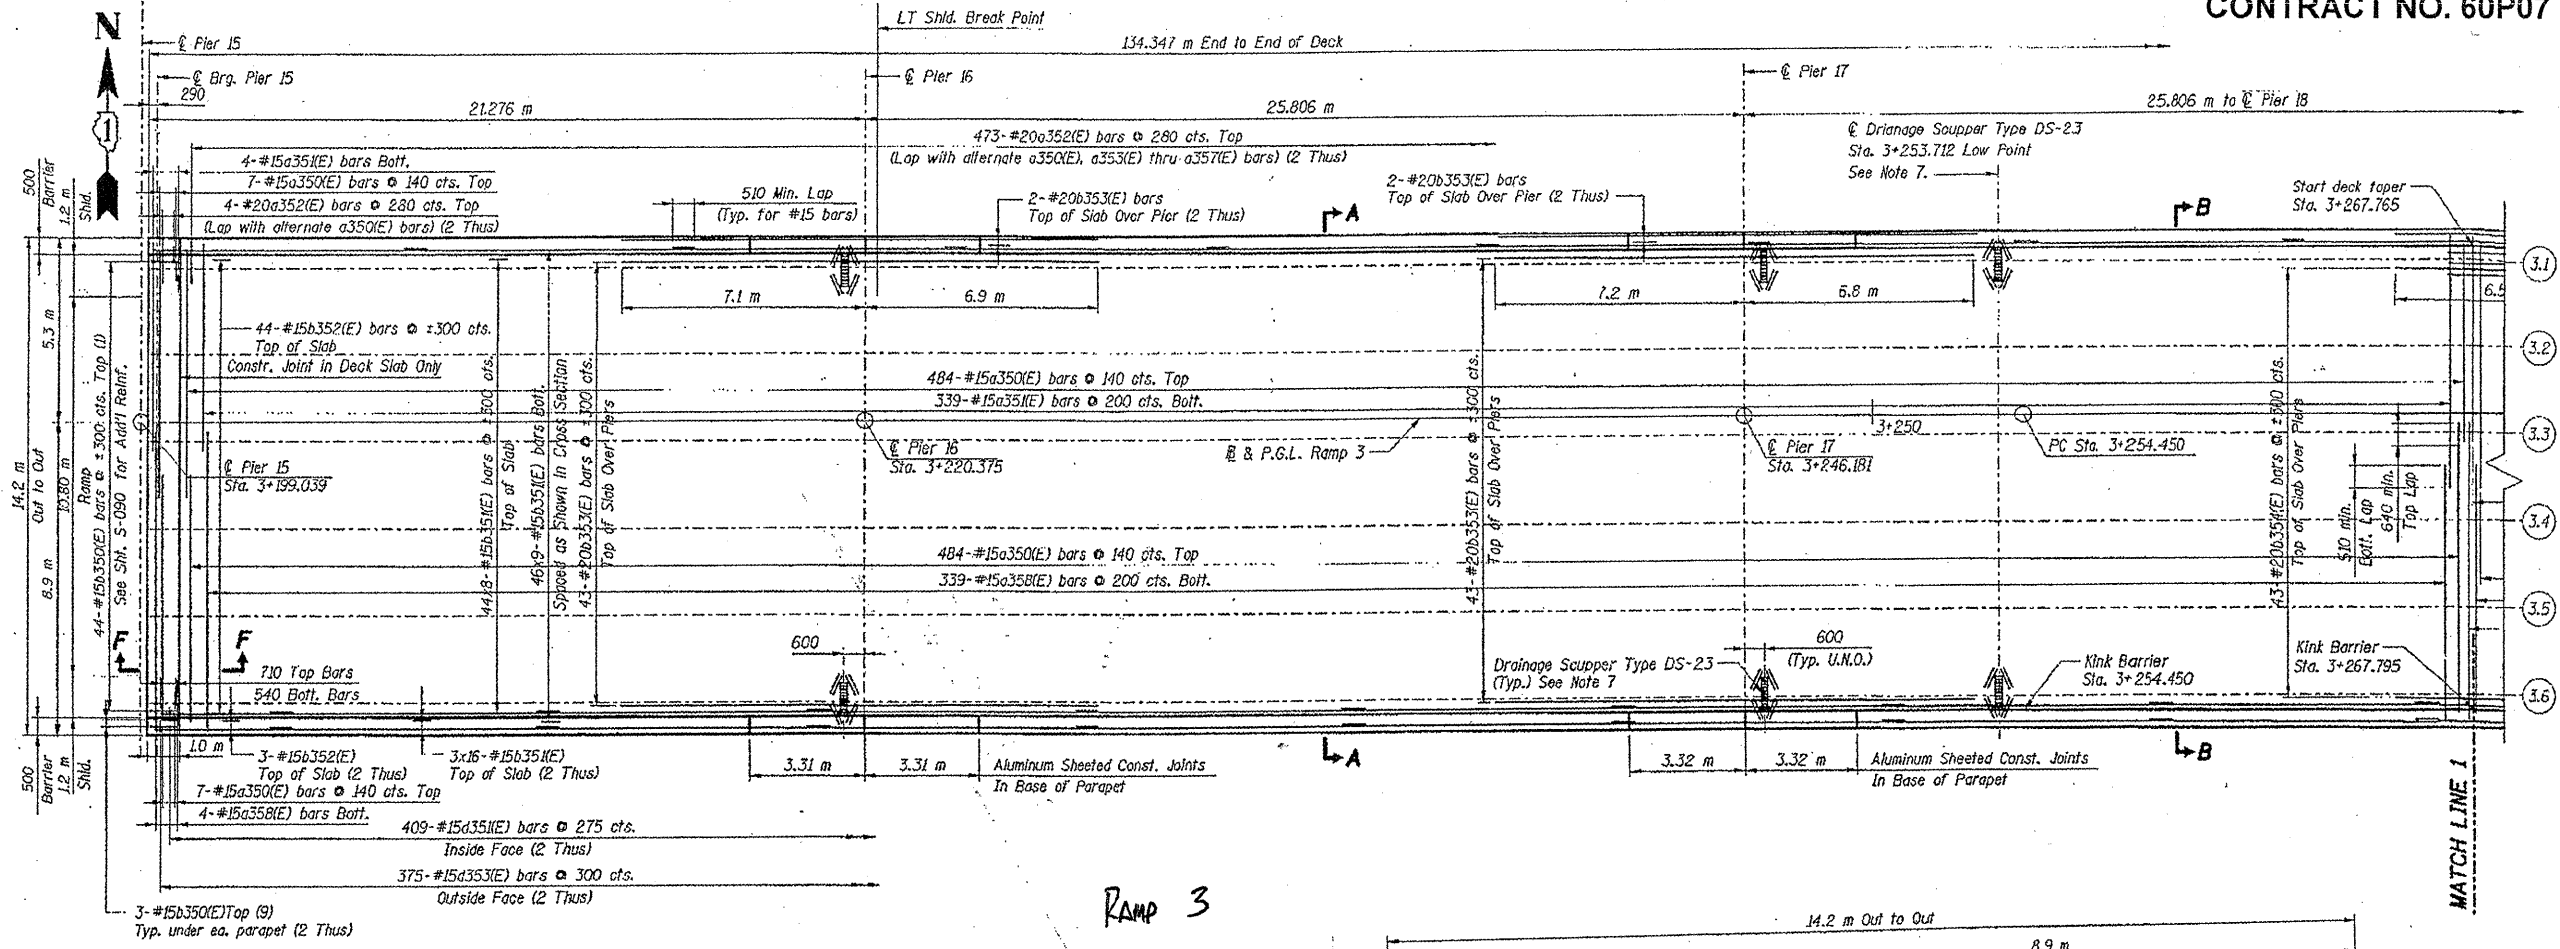 CONTRACT NO. 60P07
N
1
LT Shld. Break Point
134.347 m End to End of Deck
℄ Pier 15
℄ Brg. Pier 15
290
℄ Pier 16
℄ Pier 17
21.276 m
25.806 m
25.806 m to ℄ Pier 18
473-#20a352(E) bars @ 280 cts. Top
(Lap with alternate a350(E), a353(E) thru a357(E) bars) (2 Thus)
℄ Drianage Scupper Type DS-23
Sta. 3+253.712 Low Point
See Note 7.
4-#15a351(E) bars Bott.
7-#15a350(E) bars @ 140 cts. Top
4-#20a352(E) bars @ 280 cts. Top
(Lap with alternate a350(E) bars) (2 Thus)
510 Min. Lap
(Typ. for #15 bars)
2-#20b353(E) bars
Top of Slab Over Pier (2 Thus)
2-#20b353(E) bars
Top of Slab Over Pier (2 Thus)
Start deck taper
Sta. 3+267.765
500
Barrier
1.2 m
Shld.
A
B
3.1
7.1 m
6.9 m
7.2 m
6.8 m
6.5
44-#15b352(E) bars @ ±300 cts.
Top of Slab
Constr. Joint in Deck Slab Only
3.2
5.3 m
484-#15a350(E) bars @ 140 cts. Top
339-#15a351(E) bars @ 200 cts. Bott.
3+250
3.3
℄ Pier 15
Sta. 3+199.039
℄ Pier 16
Sta. 3+220.375
B & P.G.L. Ramp 3
℄ Pier 17
Sta. 3+246.181
PC Sta. 3+254.450
14.2 m
Out to Out
10.80 m
Ramp
8.9 m
44-#15b350(E) bars @ ±300 cts. Top (1)
See Sht. S-090 for Add'l Reinf.
44x8-#15b351(E) bars @ ±300 cts.
Top of Slab
46x9-#15b351(E) bars Bott.
Spaced as Shown In Cross Section
43-#20b353(E) bars @ ±300 cts.
Top of Slab Over Piers
43-#20b353(E) bars @ ±300 cts.
Top of Slab Over Piers
43-#20b354(E) bars @ ±300 cts.
Top of Slab Over Piers
510 min.
Bott. Lap
640 min.
Top Lap
3.4
484-#15a350(E) bars @ 140 cts. Top
339-#15a358(E) bars @ 200 cts. Bott.
3.5
F
F
600
600
(Typ. U.N.O.)
Drainage Scupper Type DS-23
(Typ.) See Note 7
Kink Barrier
Sta. 3+254.450
Kink Barrier
Sta. 3+267.795
3.6
710 Top Bars
540 Bott. Bars
1.0 m
500
Barrier
1.2 m
Shld.
3-#15b352(E)
Top of Slab (2 Thus)
3x16-#15b351(E)
Top of Slab (2 Thus)
3.31 m
3.31 m
Aluminum Sheeted Const. Joints
In Base of Parapet
A
3.32 m
3.32 m
Aluminum Sheeted Const. Joints
In Base of Parapet
B
7-#15a350(E) bars @ 140 cts. Top
4-#15a358(E) bars Bott.
409-#15d351(E) bars @ 275 cts.
Inside Face (2 Thus)
375-#15d353(E) bars @ 300 cts.
Outside Face (2 Thus)
3-#15b350(E)Top (9)
Typ. under ea. parapet (2 Thus)
MATCH LINE 1
RAMP 3
14.2 m Out to Out
8.9 m